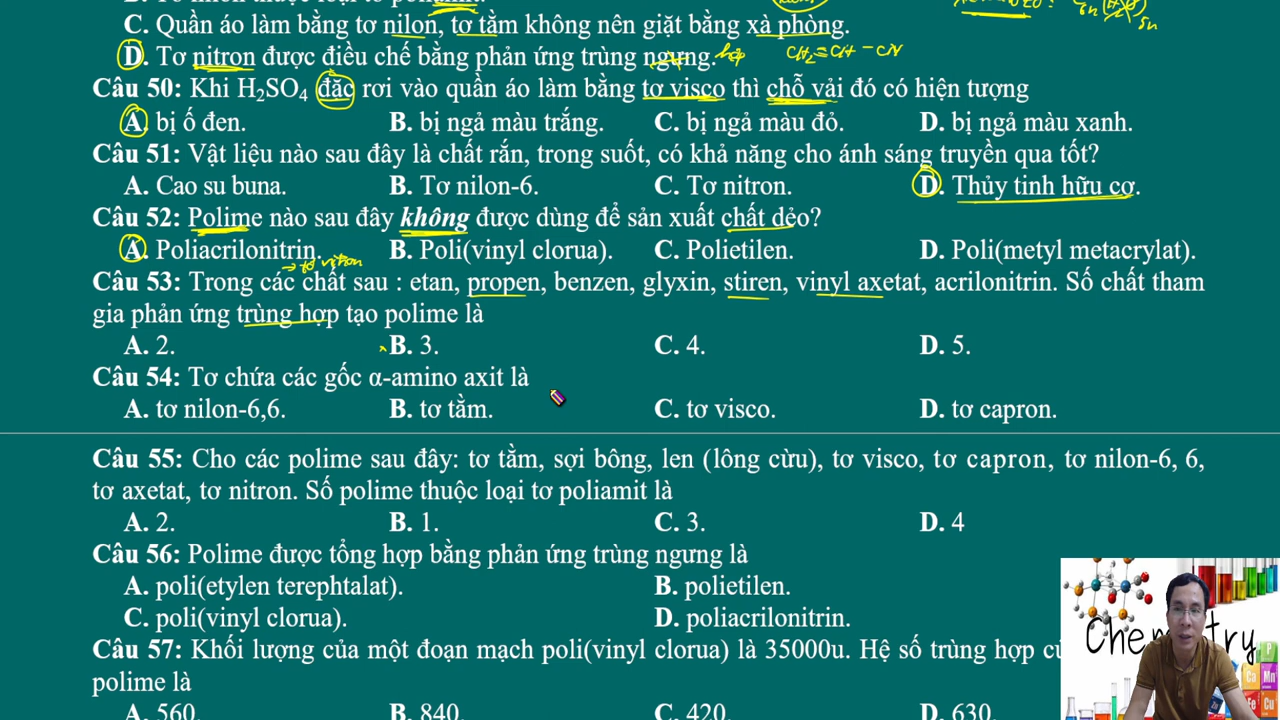 C. Quần áo làm bằng tơ nilon, tơ tằm không nên giặt bằng xà phòng.
D. Tơ nitron được điều chế bằng phản ứng trùng ngưng. hợp CH2=CH-CN
Câu 50: Khi H₂SO₄ đặc rơi vào quần áo làm bằng tơ visco thì chỗ vải đó có hiện tượng
A. bị ố đen. B. bị ngả màu trắng. C. bị ngả màu đỏ. D. bị ngả màu xanh.
Câu 51: Vật liệu nào sau đây là chất rắn, trong suốt, có khả năng cho ánh sáng truyền qua tốt?
A. Cao su buna. B. Tơ nilon-6. C. Tơ nitron. D. Thủy tinh hữu cơ.
Câu 52: Polime nào sau đây không được dùng để sản xuất chất dẻo?
A. Poliacrilonitrin. B. Poli(vinyl clorua). C. Polietilen. D. Poli(metyl metacrylat).
→ tơ nitron
Câu 53: Trong các chất sau : etan, propen, benzen, glyxin, stiren, vinyl axetat, acrilonitrin. Số chất tham
gia phản ứng trùng hợp tạo polime là
A. 2. B. 3. C. 4. D. 5.
Câu 54: Tơ chứa các gốc α-amino axit là
A. tơ nilon-6,6. B. tơ tằm. C. tơ visco. D. tơ capron.
Câu 55: Cho các polime sau đây: tơ tằm, sợi bông, len (lông cừu), tơ visco, tơ capron, tơ nilon-6, 6,
tơ axetat, tơ nitron. Số polime thuộc loại tơ poliamit là
A. 2. B. 1. C. 3. D. 4
Câu 56: Polime được tổng hợp bằng phản ứng trùng ngưng là
A. poli(etylen terephtalat). B. polietilen.
C. poli(vinyl clorua). D. poliacrilonitrin.
Câu 57: Khối lượng của một đoạn mạch poli(vinyl clorua) là 35000u. Hệ số trùng hợp
polime là
A. 560. B. 840. C. 420. D. 630.
Chemistry